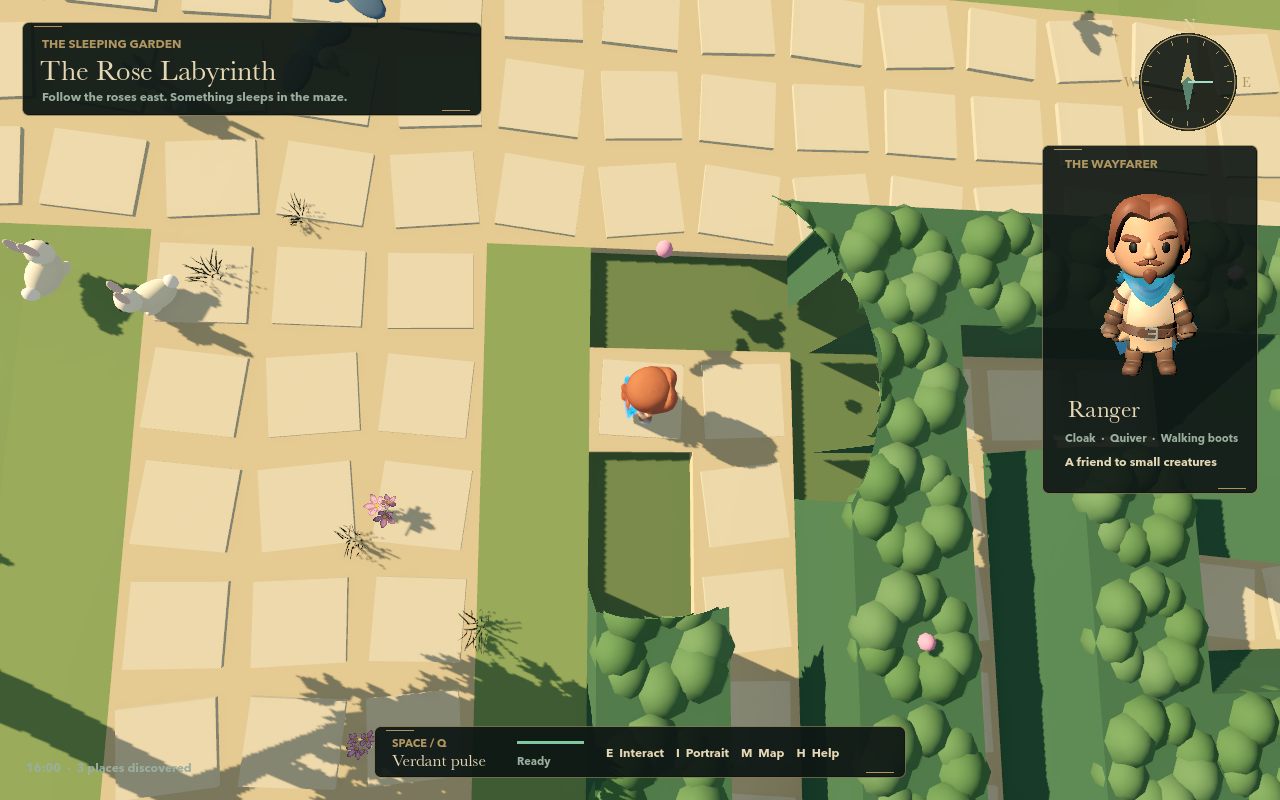 THE SLEEPING GARDEN
The Rose Labyrinth
Follow the roses east. Something sleeps in the maze.
N
W E
THE WAYFARER
Ranger
Cloak · Quiver · Walking boots
A friend to small creatures
SPACE / Q
Verdant pulse
Ready
E Interact I Portrait M Map H Help
16:00 · 3 places discovered